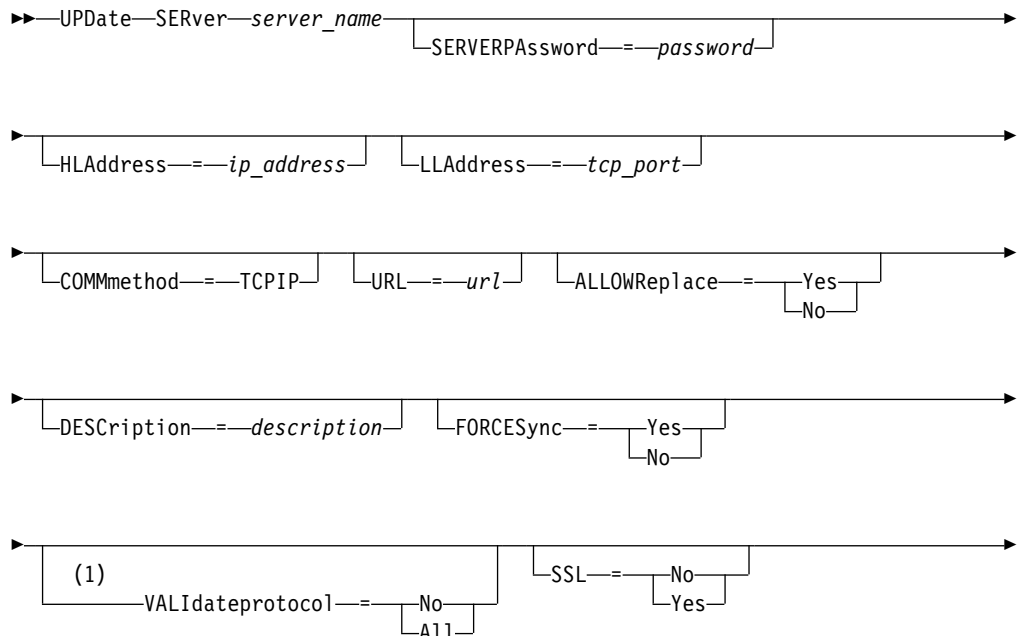 UPDate SERver server_name
SERVERPAssword = password
HLAddress = ip_address LLAddress = tcp_port
COMMmethod = TCPIP URL = url ALLOWReplace = Yes
No
DESCription = description FORCESync = Yes
No
(1)
VALIdateprotocol = No SSL = No
All Yes